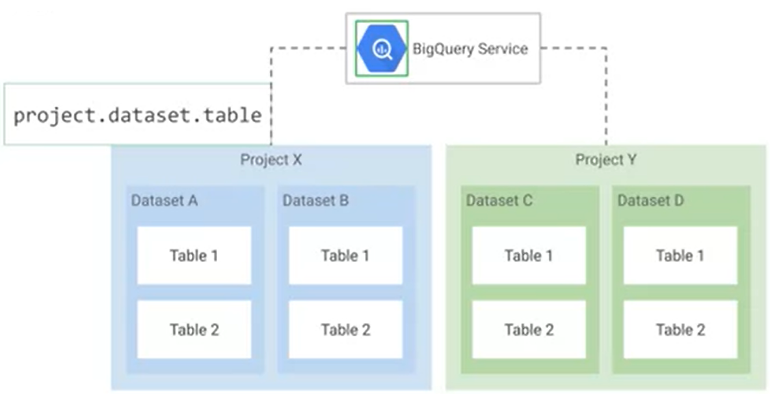 BigQuery Service
project.dataset.table
Project X
Dataset A
Table 1
Table 2
Dataset B
Table 1
Table 2
Project Y
Dataset C
Table 1
Table 2
Dataset D
Table 1
Table 2